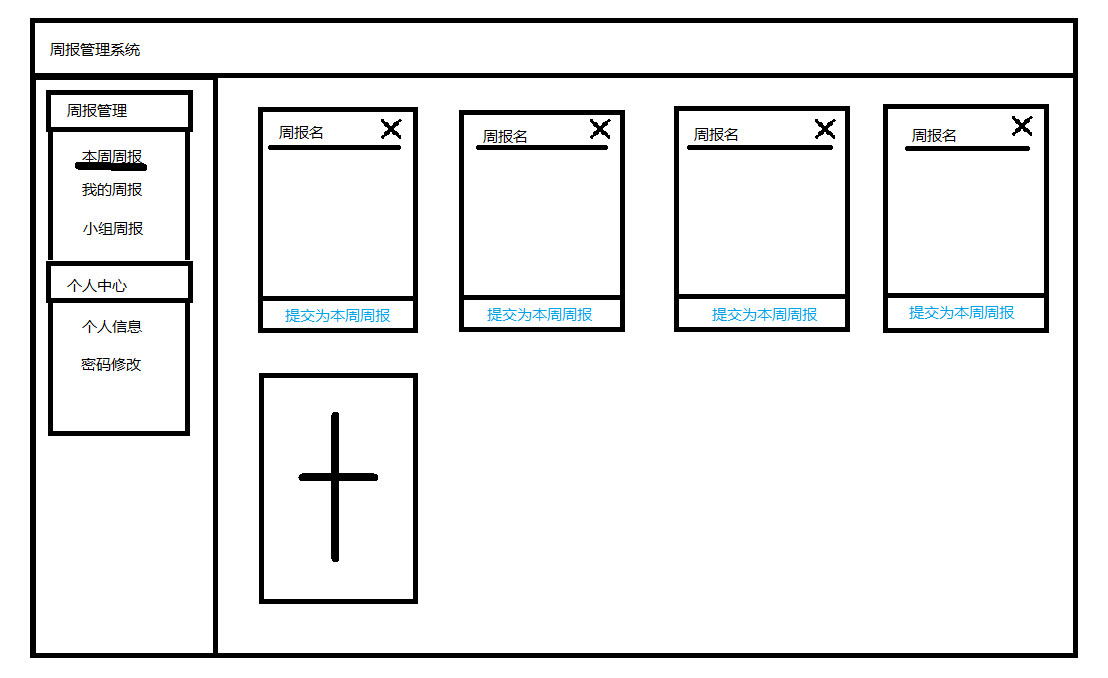 周报管理系统
周报管理
本周周报
我的周报
小组周报
个人中心
个人信息
密码修改
周报名
周报名
周报名
周报名
提交为本周周报
提交为本周周报
提交为本周周报
提交为本周周报